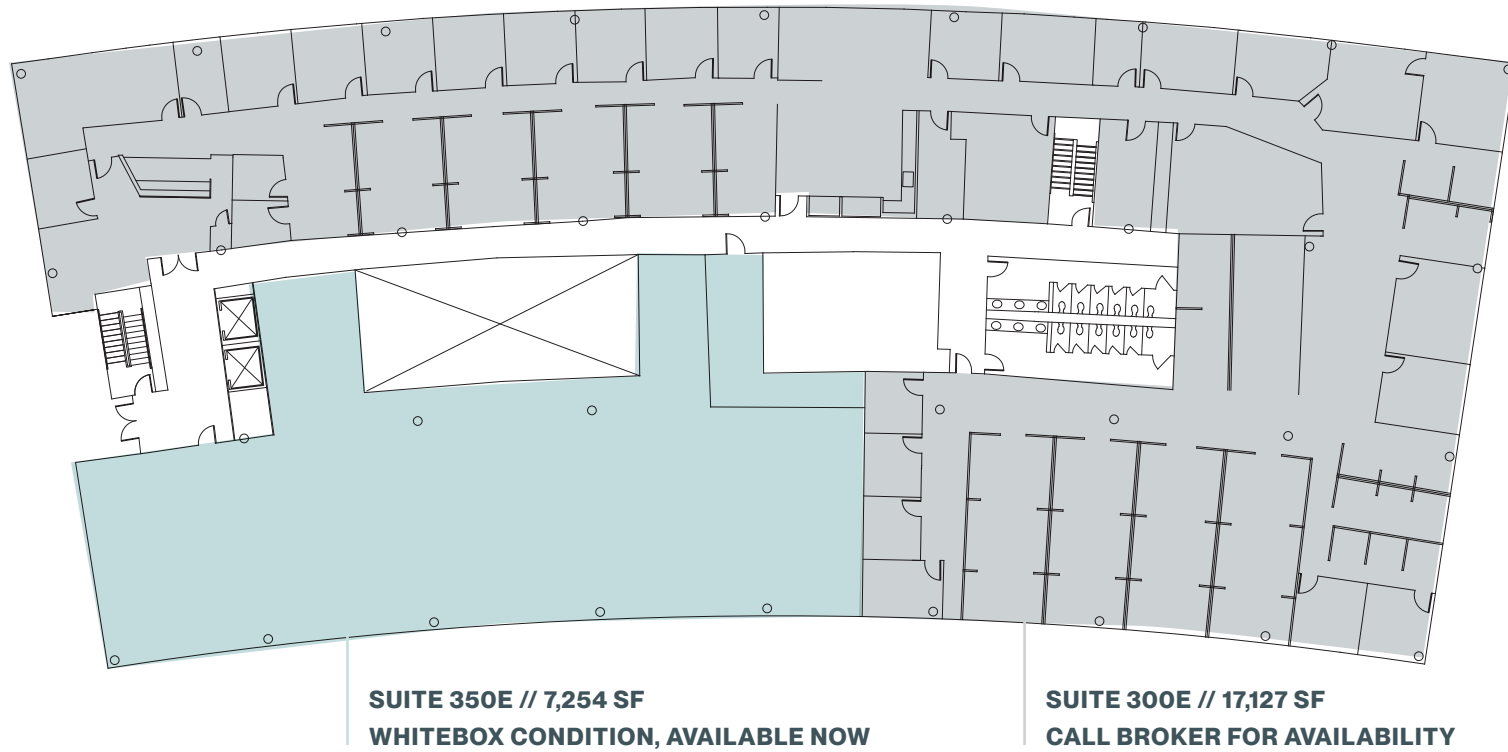 SUITE 350E // 7,254 SF
WHITEBOX CONDITION, AVAILABLE NOW
SUITE 300E // 17,127 SF
CALL BROKER FOR AVAILABILITY